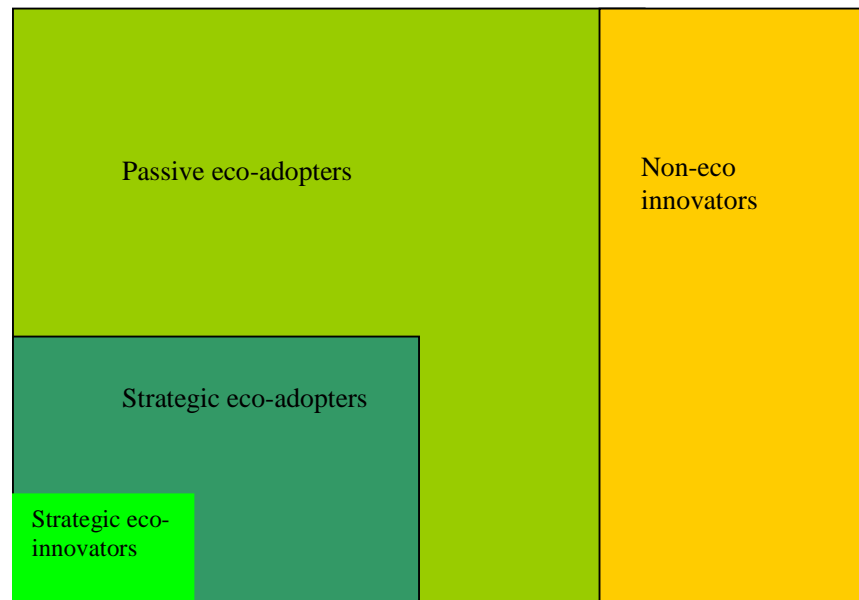 Passive eco-adopters
Non-eco
innovators
Strategic eco-adopters
Strategic eco-
innovators